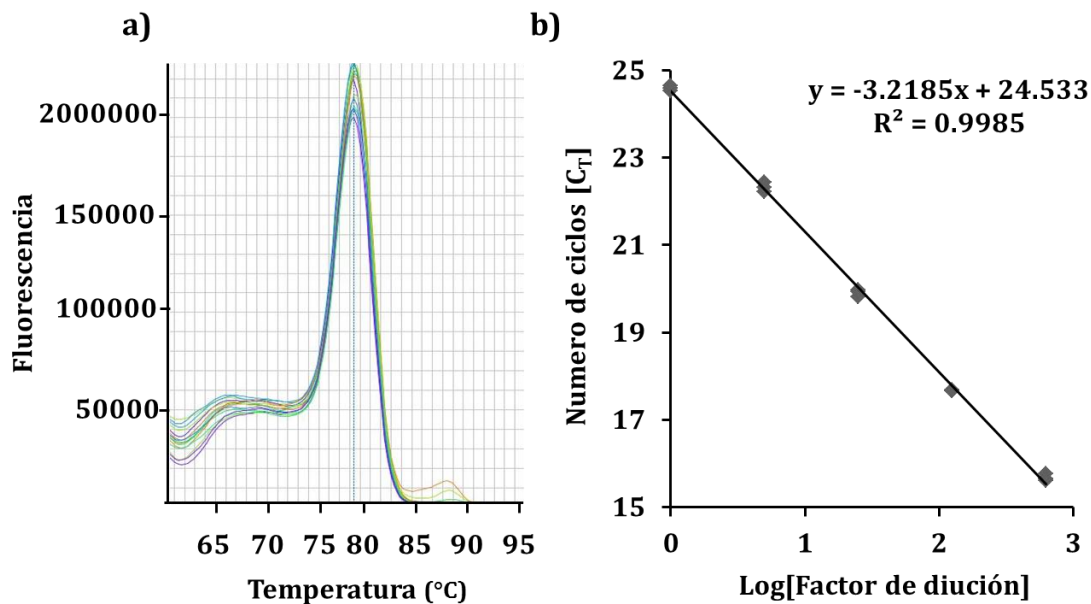 a)
Fluorescencia
2000000
150000
100000
50000
65 70 75 80 85 90 95
Temperatura (°C)
b)
Numero de ciclos [C_T]
25
23
21
19
17
15
y = -3.2185x + 24.533
R² = 0.9985
0 1 2 3
Log[Factor de diución]